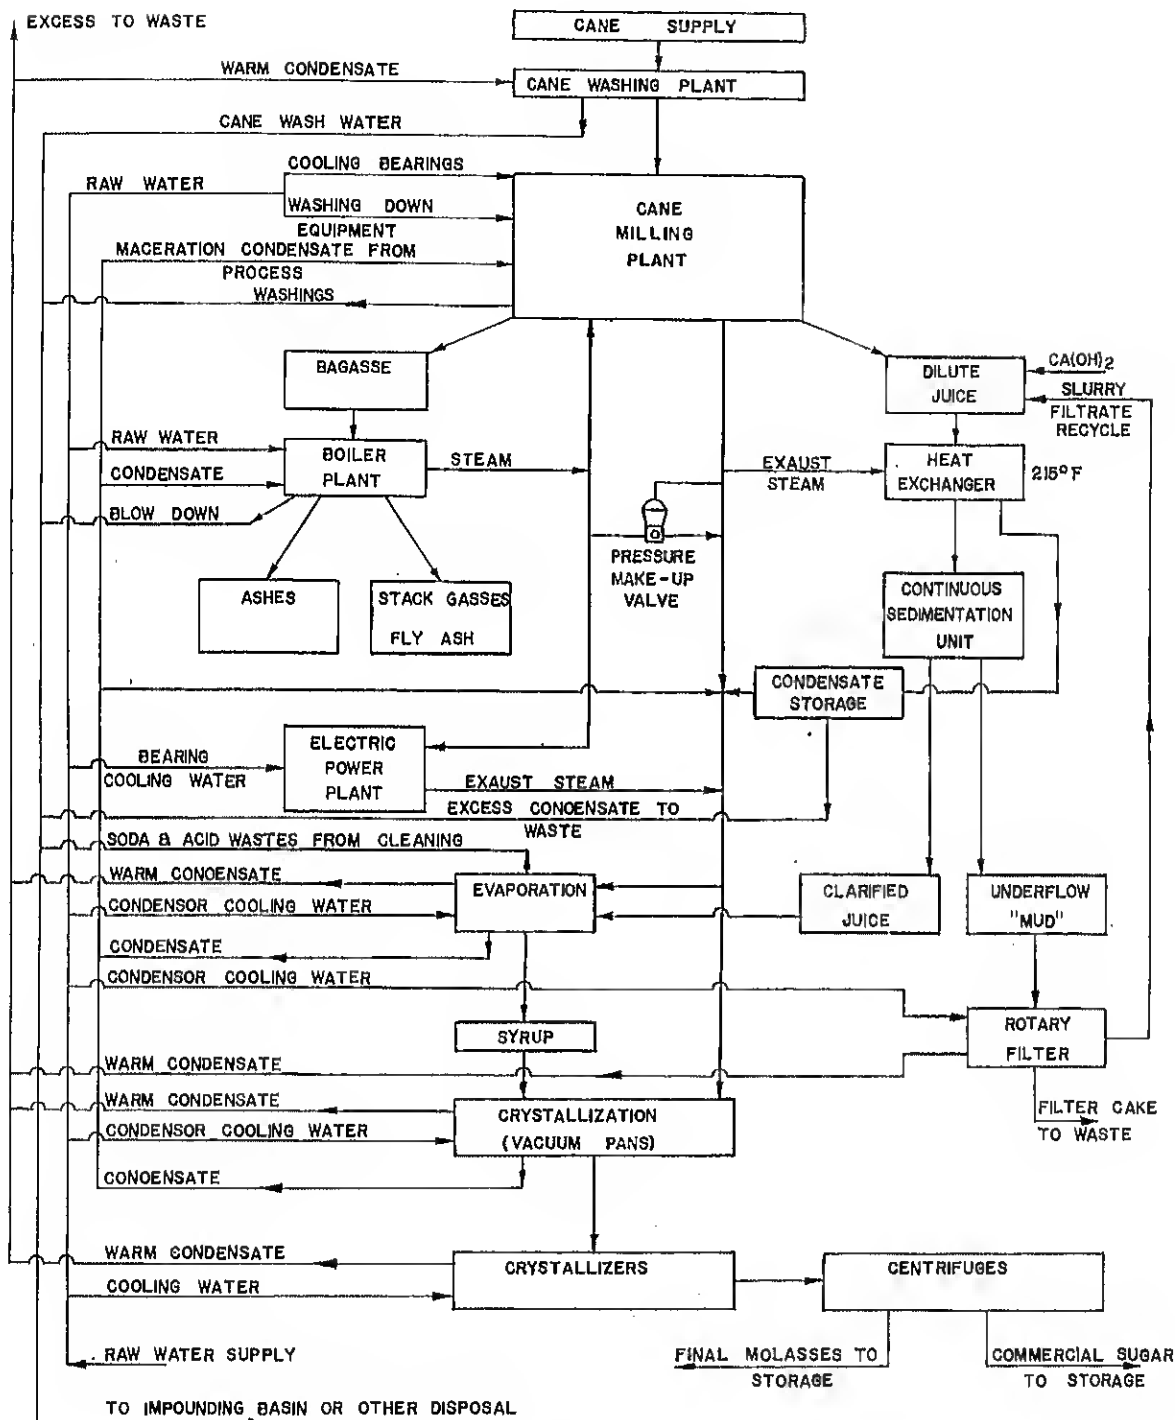 EXCESS TO WASTE
CANE SUPPLY
WARM CONDENSATE
CANE WASHING PLANT
CANE WASH WATER
COOLING BEARINGS
RAW WATER
WASHING DOWN
EQUIPMENT
CANE
MILLING
PLANT
MACERATION CONDENSATE FROM
PROCESS
WASHINGS
BAGASSE
DILUTE
JUICE
CA(OH)2
SLURRY
FILTRATE
RECYCLE
RAW WATER
CONDENSATE
BLOW DOWN
BOILER
PLANT
STEAM
EXAUST
STEAM
HEAT
EXCHANGER
215°F
PRESSURE
MAKE-UP
VALVE
ASHES
STACK GASSES
FLY ASH
CONTINUOUS
SEDIMENTATION
UNIT
CONDENSATE
STORAGE
BEARING
COOLING WATER
ELECTRIC
POWER
PLANT
EXAUST STEAM
EXCESS CONOENSATE TO
WASTE
SODA & ACID WASTES FROM CLEANING
WARM CONOENSATE
CONDENSOR COOLING WATER
EVAPORATION
CLARIFIED
JUICE
UNDERFLOW
"MUD"
CONDENSATE
CONDENSOR COOLING WATER
SYRUP
ROTARY
FILTER
WARM CONDENSATE
WARM CONDENSATE
CONDENSOR COOLING WATER
CRYSTALLIZATION
(VACUUM PANS)
FILTER CAKE
TO WASTE
CONOENSATE
WARM CONDENSATE
COOLING WATER
CRYSTALLIZERS
CENTRIFUGES
RAW WATER SUPPLY
FINAL MOLASSES TO
STORAGE
COMMERCIAL SUGAR
TO STORAGE
TO IMPOUNDING BASIN OR OTHER DISPOSAL